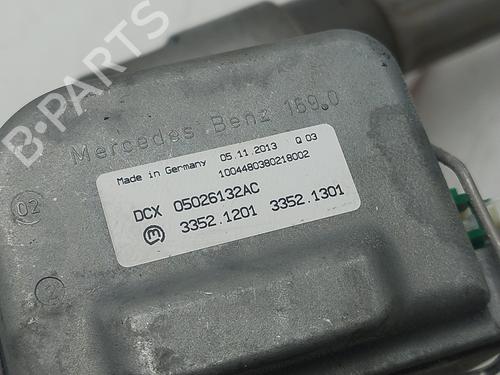 B-PARTS
Mercedes Benz 169.0
Made in Germany 05.11.2013 Q 03
1004480380218002
DCX 05026132AC
3352.1201 3352.1301
02